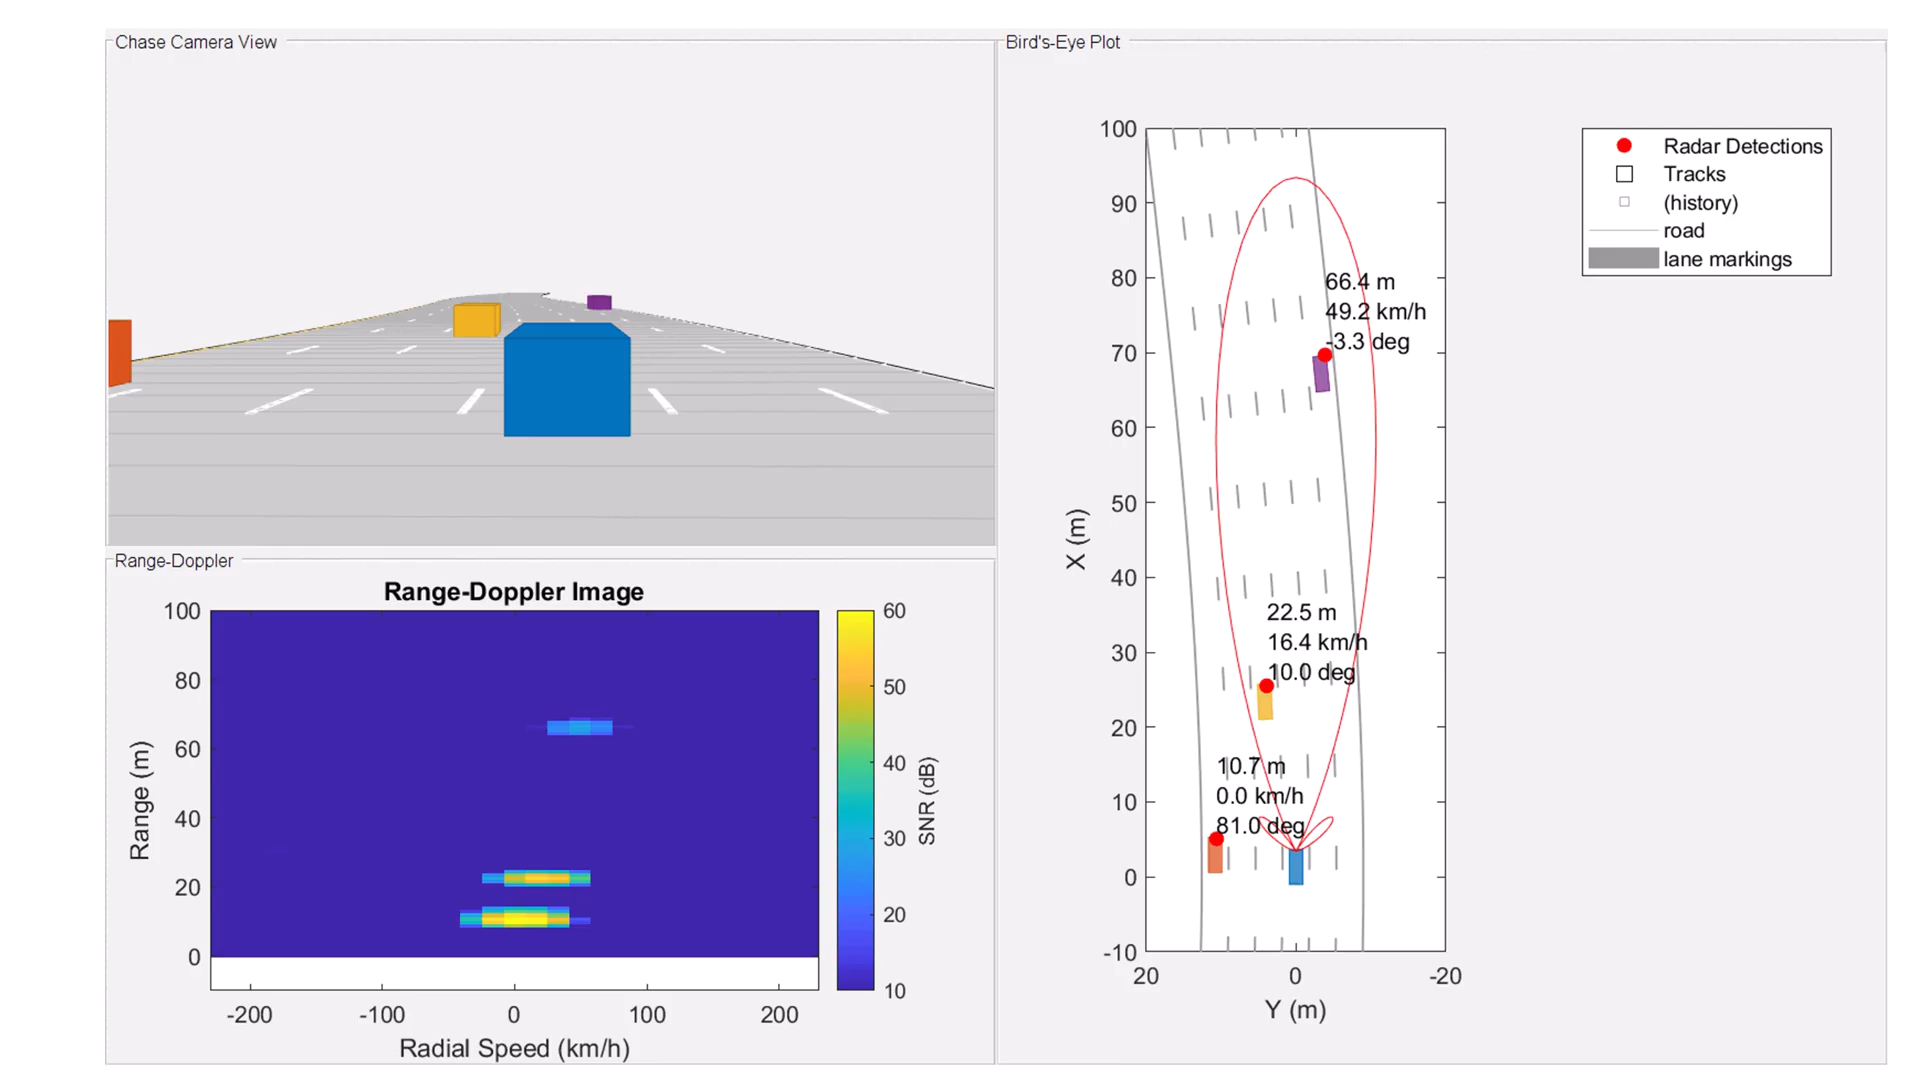 Chase Camera View
Range-Doppler
Range-Doppler Image
100
80
60
40
20
0
Range (m)
-200
-100
0
100
200
Radial Speed (km/h)
60
50
40
30
20
10
SNR (dB)
Bird's-Eye Plot
100
90
80
70
60
50
40
30
20
10
0
-10
X (m)
20
0
-20
Y (m)
66.4 m
49.2 km/h
-3.3 deg
22.5 m
16.4 km/h
10.0 deg
10.7 m
0.0 km/h
81.0 deg
Radar Detections
Tracks
(history)
road
lane markings